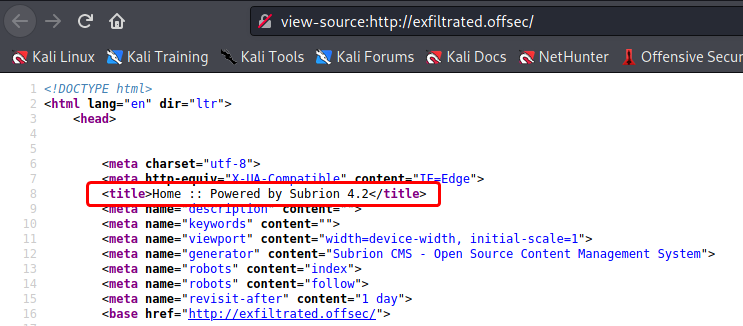 view-source:http://exfiltrated.offsec/
Kali Linux Kali Training Kali Tools Kali Forums Kali Docs NetHunter Offensive Secur
1 <!DOCTYPE html>
2 <html lang="en" dir="ltr">
3 <head>
4
5
6 <meta charset="utf-8">
7 <meta http-equiv="X-UA-Compatible" content="IE=Edge">
8 <title>Home :: Powered by Subrion 4.2</title>
9 <meta name="description" content="">
10 <meta name="keywords" content="">
11 <meta name="viewport" content="width=device-width, initial-scale=1">
12 <meta name="generator" content="Subrion CMS - Open Source Content Management System">
13 <meta name="robots" content="index">
14 <meta name="robots" content="follow">
15 <meta name="revisit-after" content="1 day">
16 <base href="http://exfiltrated.offsec/">